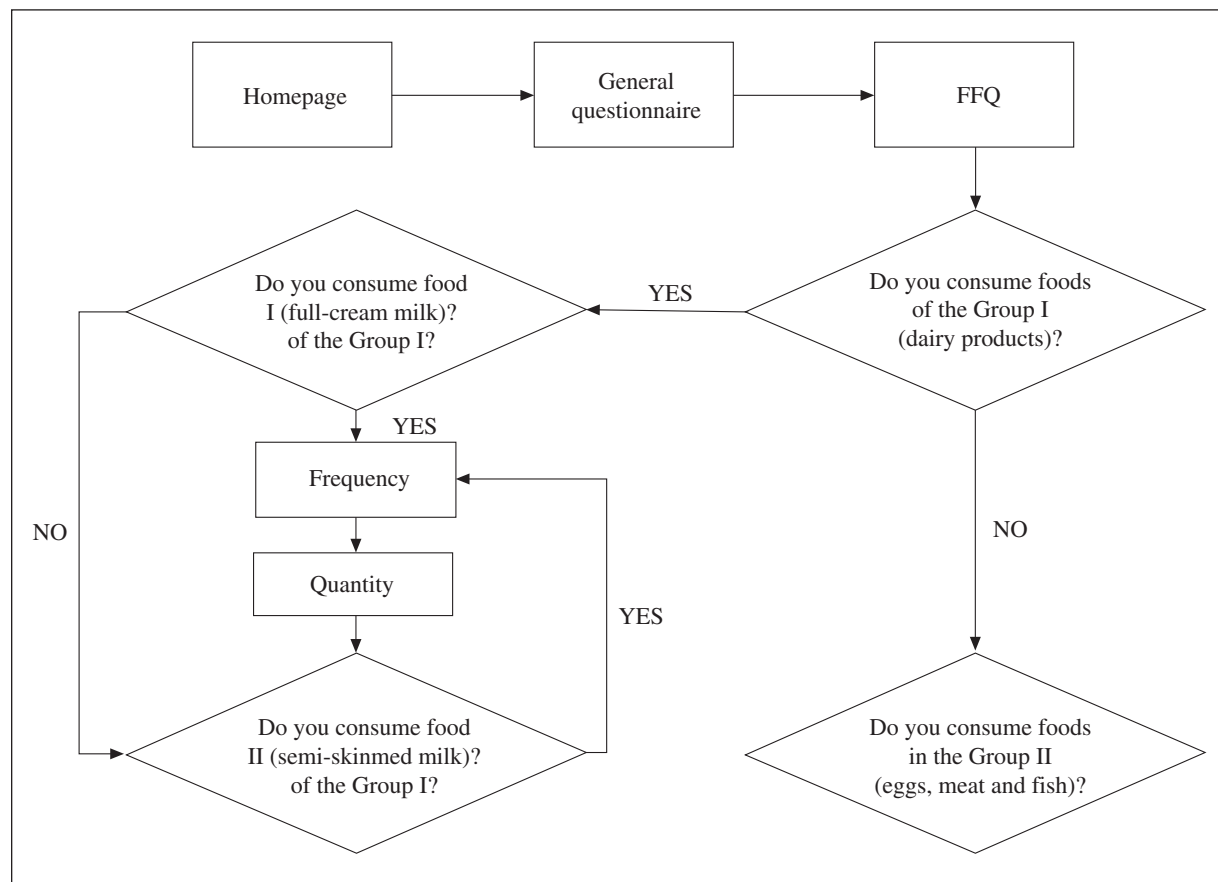 Homepage
General
questionnaire
FFQ
Do you consume food
I (full-cream milk)?
of the Group I?
YES
Do you consume foods
of the Group I
(dairy products)?
YES
Frequency
NO
NO
Quantity
YES
Do you consume food
II (semi-skinmed milk)?
of the Group I?
Do you consume foods
in the Group II
(eggs, meat and fish)?